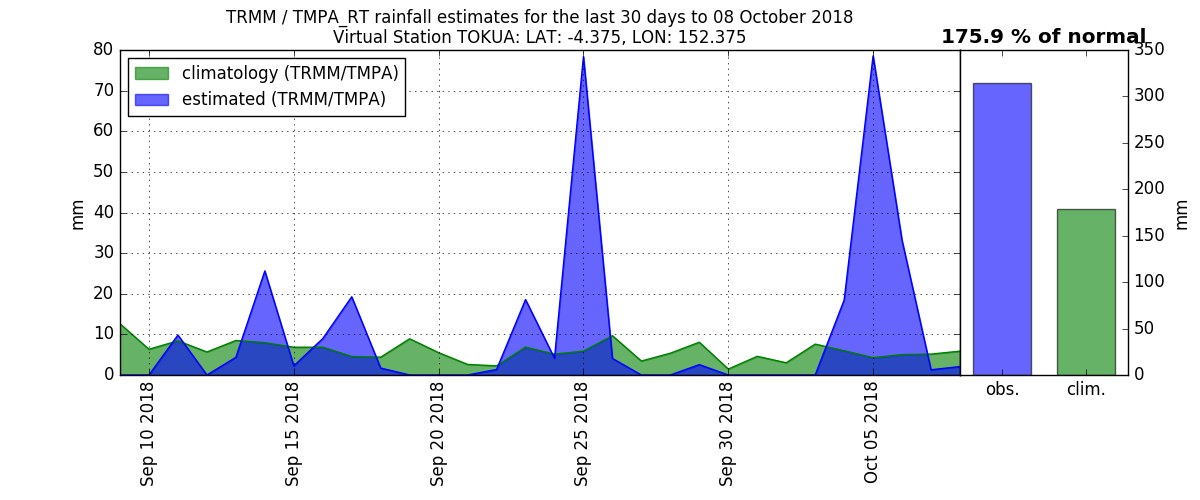 TRMM / TMPA_RT rainfall estimates for the last 30 days to 08 October 2018
Virtual Station TOKUA: LAT: -4.375, LON: 152.375
175.9 % of normal
climatology (TRMM/TMPA)
estimated (TRMM/TMPA)
mm
80
70
60
50
40
30
20
10
0
Sep 10 2018
Sep 15 2018
Sep 20 2018
Sep 25 2018
Sep 30 2018
Oct 05 2018
350
300
250
200
150
100
50
0
mm
obs.
clim.